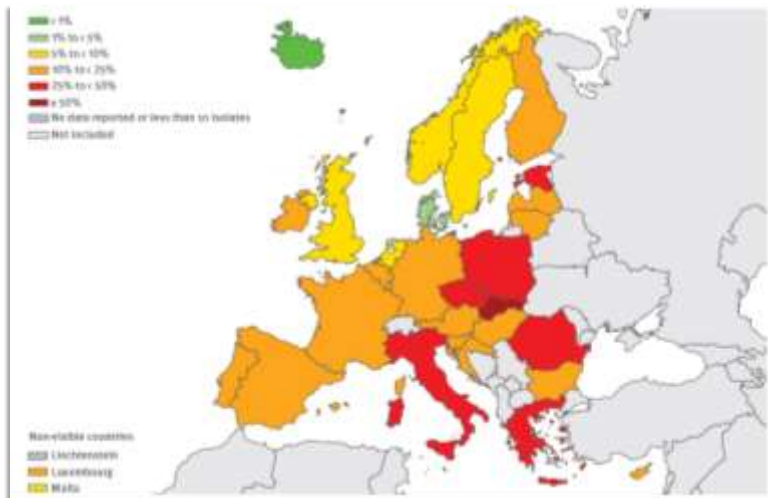 < 1%
1% to < 5%
5% to < 10%
10% to < 25%
25% to < 50%
≥ 50%
No data reported or less than 10 isolates
Not included
Non-visible countries
Liechtenstein
Luxembourg
Malta